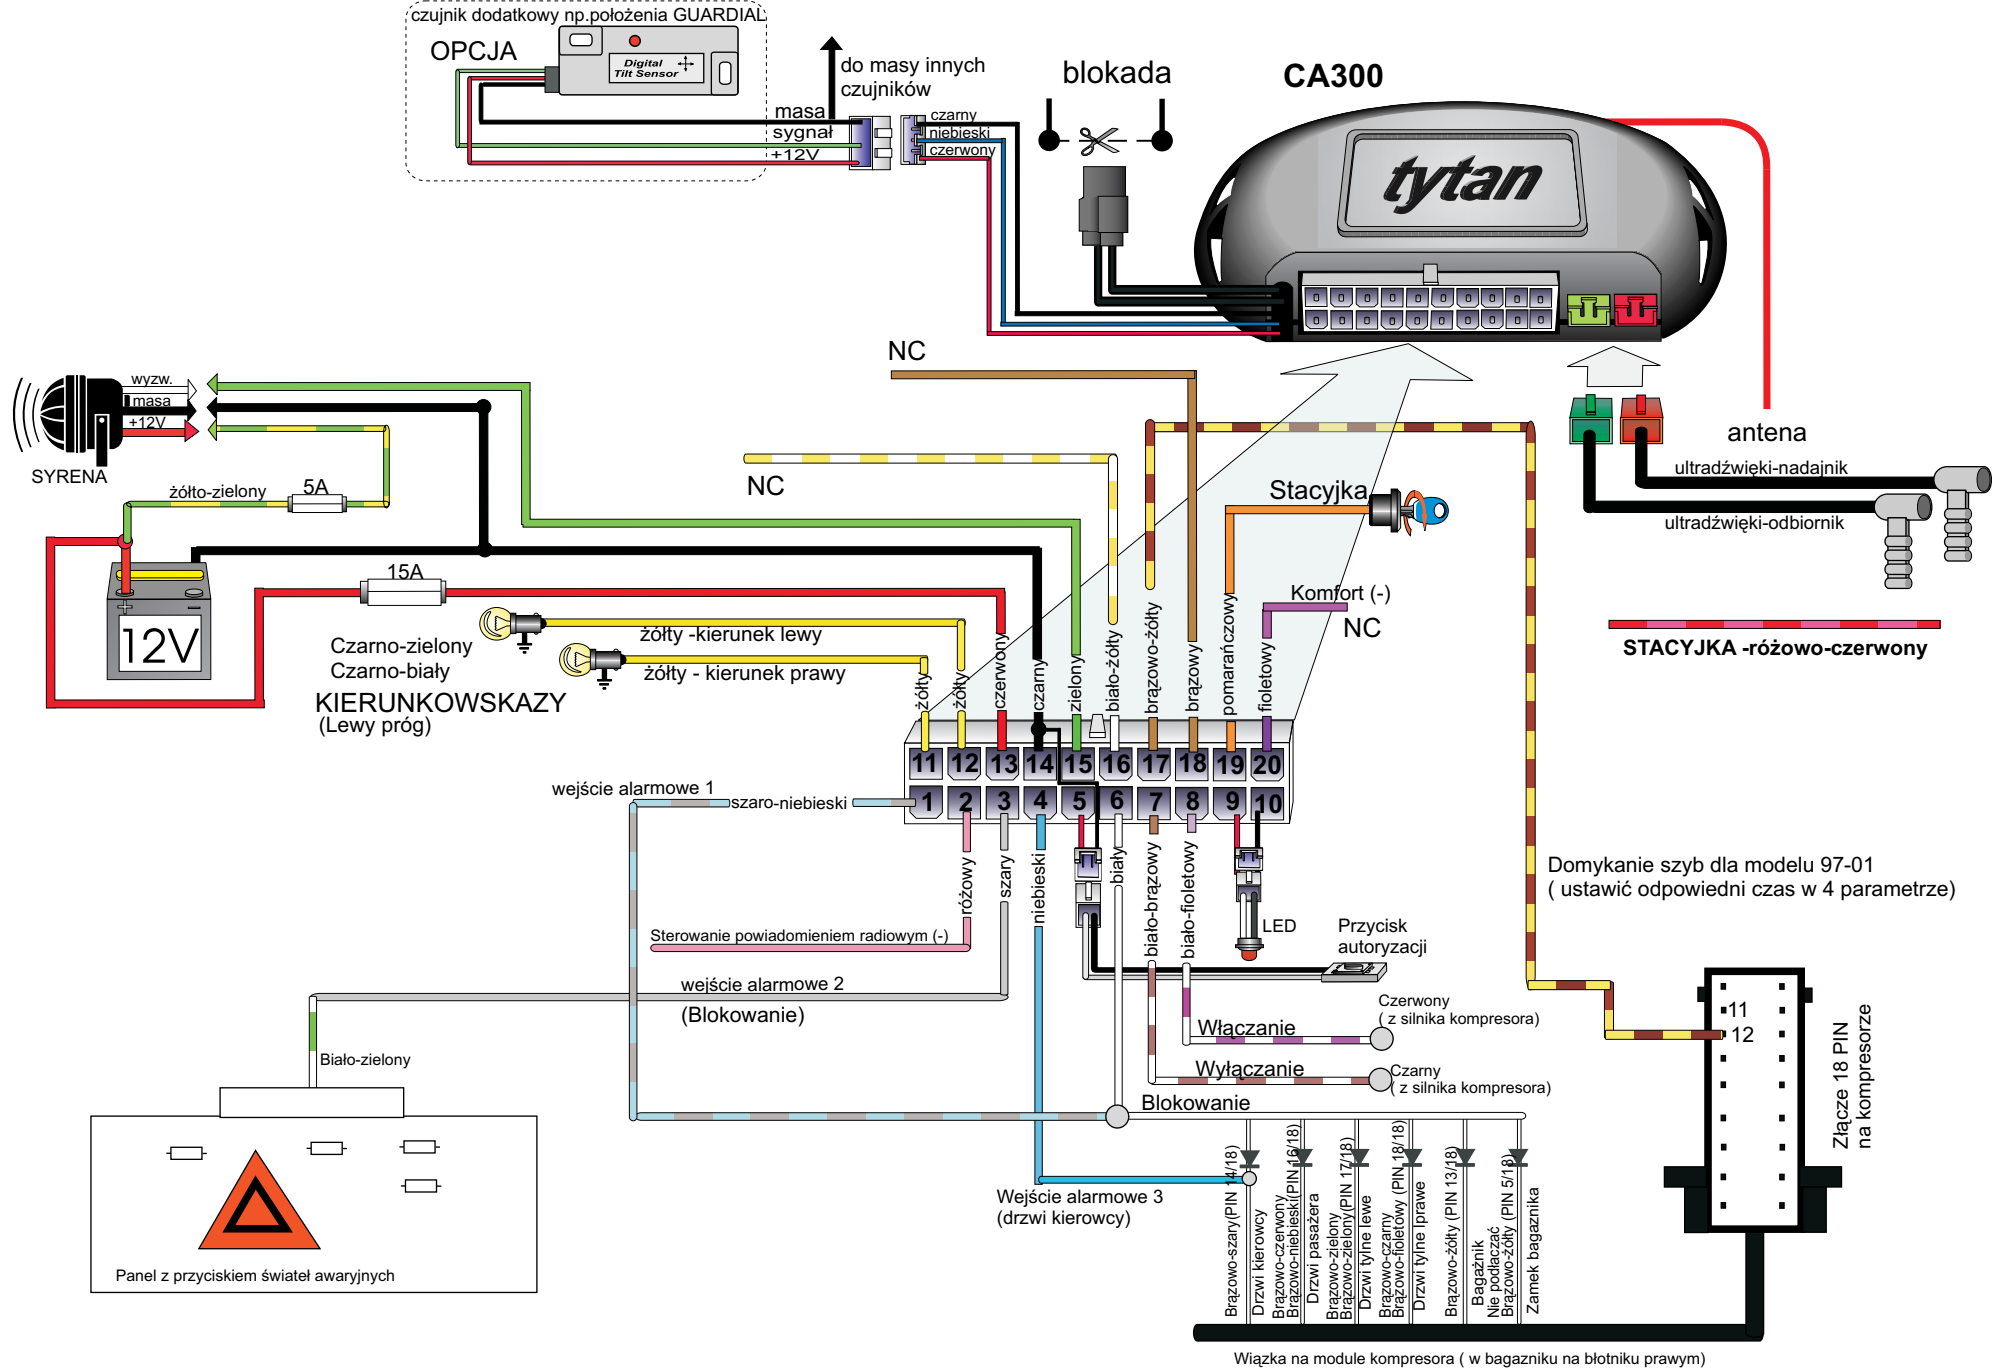 czujnik dodatkowy np.położenia GUARDIAL
OPCJA
Digital
Tilt Sensor
masa
sygnał
+12V
do masy innych
czujników
czarny
niebieski
czerwony
blokada
CA300
tytan
NC
wyzw.
masa
+12V
SYRENA
żółto-zielony
5A
NC
antena
ultradźwięki-nadajnik
ultradźwięki-odbiornik
Stacyjka
15A
12V
Komfort (-)
NC
STACYJKA -różowo-czerwony
Czarno-zielony
Czarno-biały
KIERUNKOWSKAZY
(Lewy próg)
żółty -kierunek lewy
żółty - kierunek prawy
żółty
żółty
czerwony
czarny
zielony
biało-żółty
brązowo-żółty
brązowy
pomarańczowy
fioletowy
11 12 13 14 15 16 17 18 19 20
1 2 3 4 5 6 7 8 9 10
wejście alarmowe 1
szaro-niebieski
różowy
szary
niebieski
biały
biało-brązowy
biało-fioletowy
LED
Przycisk
autoryzacji
Sterowanie powiadomieniem radiowym (-)
wejście alarmowe 2
(Blokowanie)
Biało-zielony
Domykanie szyb dla modelu 97-01
( ustawić odpowiedni czas w 4 parametrze)
Czerwony
( z silnika kompresora)
Włączanie
Wyłączanie
Czarny
( z silnika kompresora)
Blokowanie
11
12
Złącze 18 PIN
na kompresorze
Wejście alarmowe 3
(drzwi kierowcy)
Brązowo-szary(PIN 14/18)
Drzwi kierowcy
Brązowo-czerwony
Brązowo-niebieski(PIN 16/18)
Drzwi pasażera
Brązowo-zielony
Brązowo-zielony(PIN 17/18)
Drzwi tylne lewe
Brązowo-czarny
Brązowo-fioletowy (PIN 18/18)
Drzwi tylne lprawe
Brązowo-żółty (PIN 13/18)
Bagażnik
Nie podłaczać
Brązowo-żółty (PIN 5/18)
Zamek bagaznika
Panel z przyciskiem świateł awaryjnych
Wiązka na module kompresora ( w bagazniku na błotniku prawym)